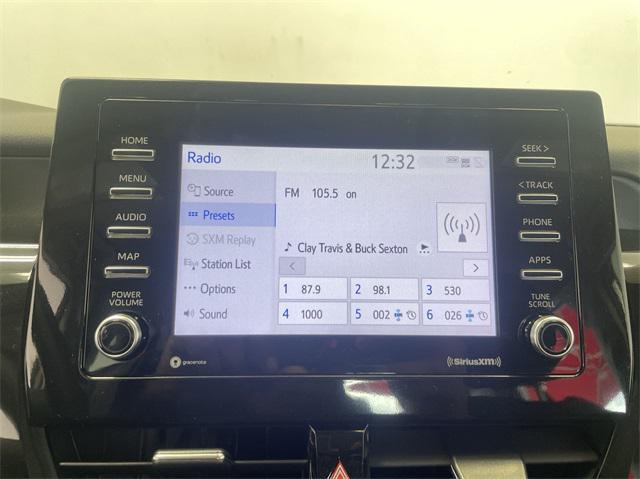 HOME
MENU
AUDIO
MAP
POWER
VOLUME
Radio
12:32
Source
Presets
SXM Replay
Station List
Options
Sound
FM 105.5 on
Clay Travis & Buck Sexton
1 87.9
2 98.1
3 530
4 1000
5 002
6 026
SEEK >
< TRACK
PHONE
APPS
TUNE
SCROLL
gracenote
((SiriusXM))